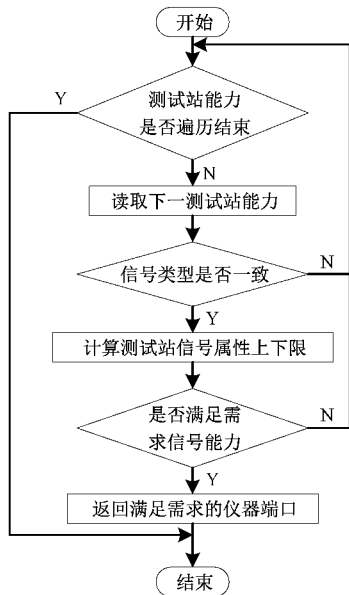 开始
Y
测试站能力
是否遍历结束
N
读取下一测试站能力
信号类型是否一致
N
Y
计算测试站信号属性上下限
是否满足需
求信号能力
N
Y
返回满足需求的仪器端口
结束